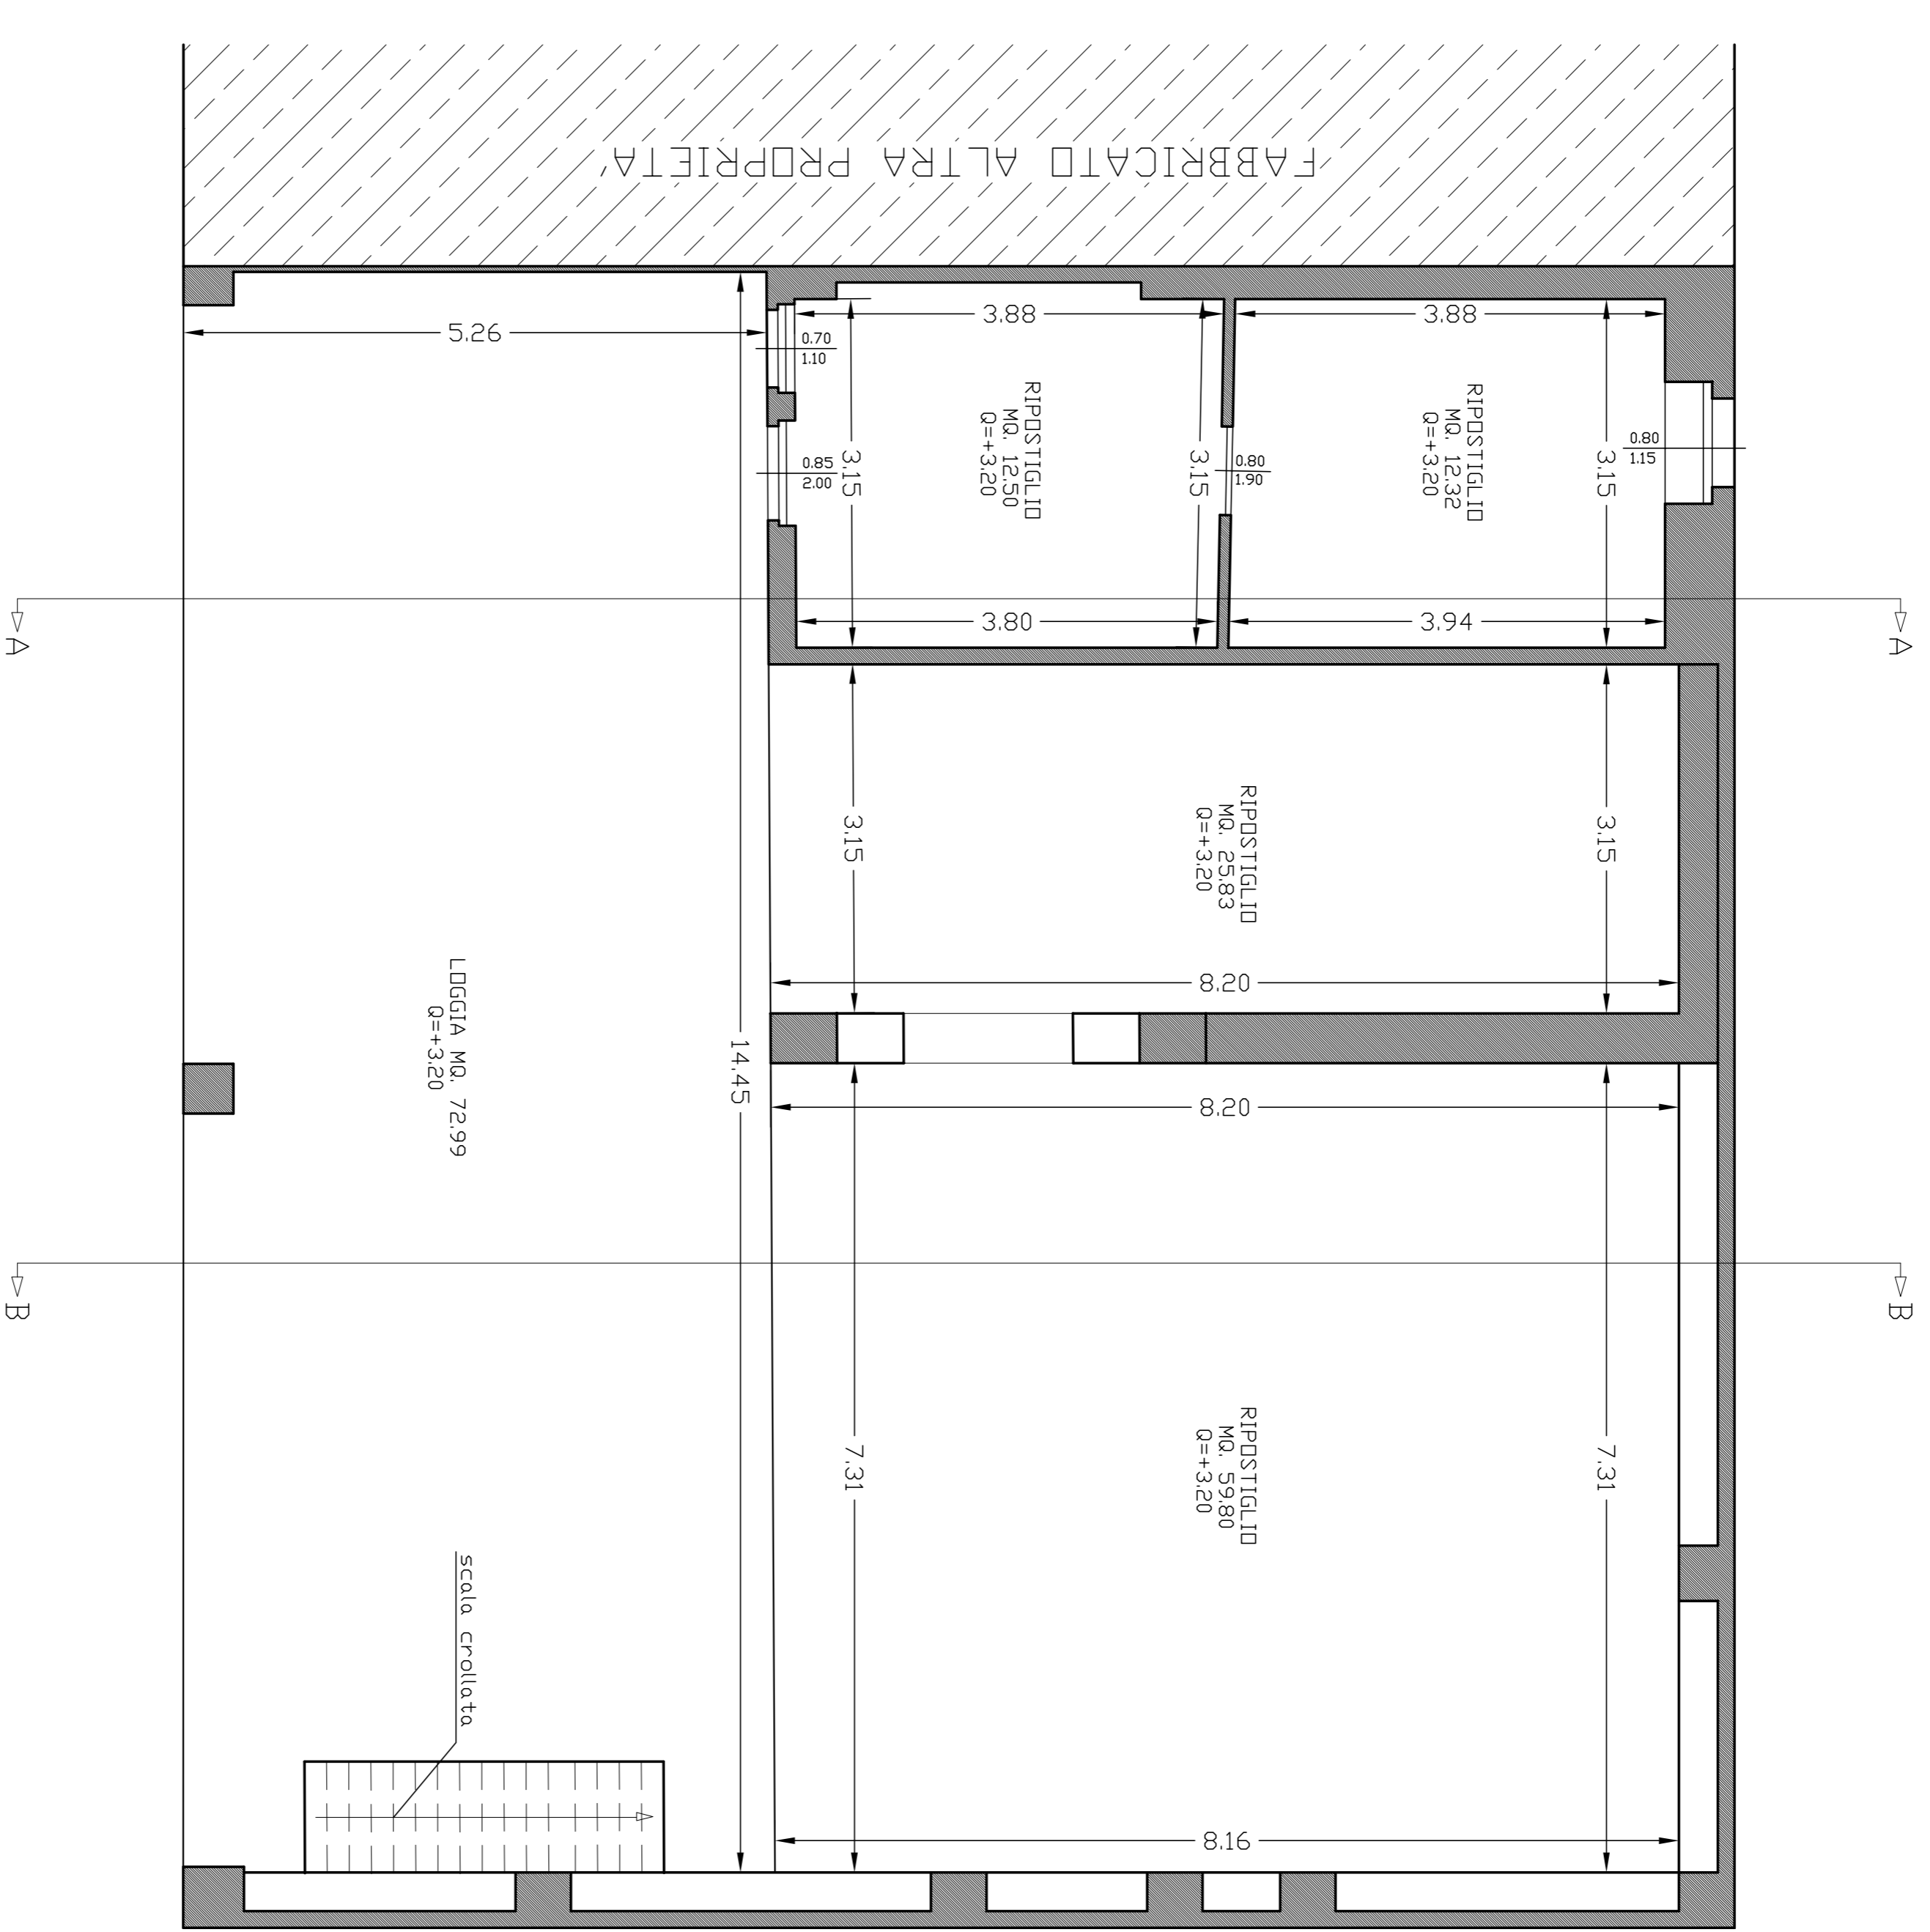 FABBRICATO ALTRA PROPRIETA'
5.26
0.70
1.10
3.88
3.88
0.85
2.00
3.15
3.15
0.80
1.90
3.15
0.80
1.15
RIPOSTIGLIO
MQ. 12.50
Q=+3.20
RIPOSTIGLIO
MQ. 12.32
Q=+3.20
3.80
3.94
A
A
3.15
3.15
RIPOSTIGLIO
MQ. 25.83
Q=+3.20
8.20
14.45
LOGGIA MQ. 72.99
Q=+3.20
8.20
B
B
7.31
7.31
RIPOSTIGLIO
MQ. 59.80
Q=+3.20
scala crollata
8.16